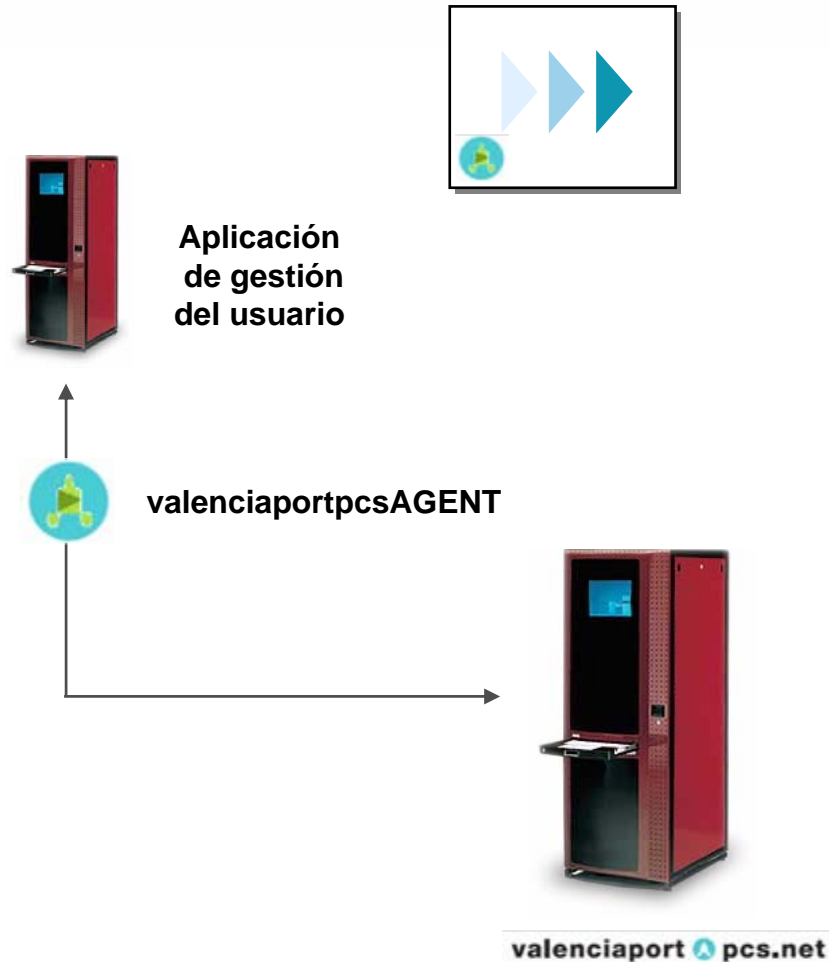 Aplicación
de gestión
del usuario
valenciaportpcsAGENT
valenciaport pcs.net